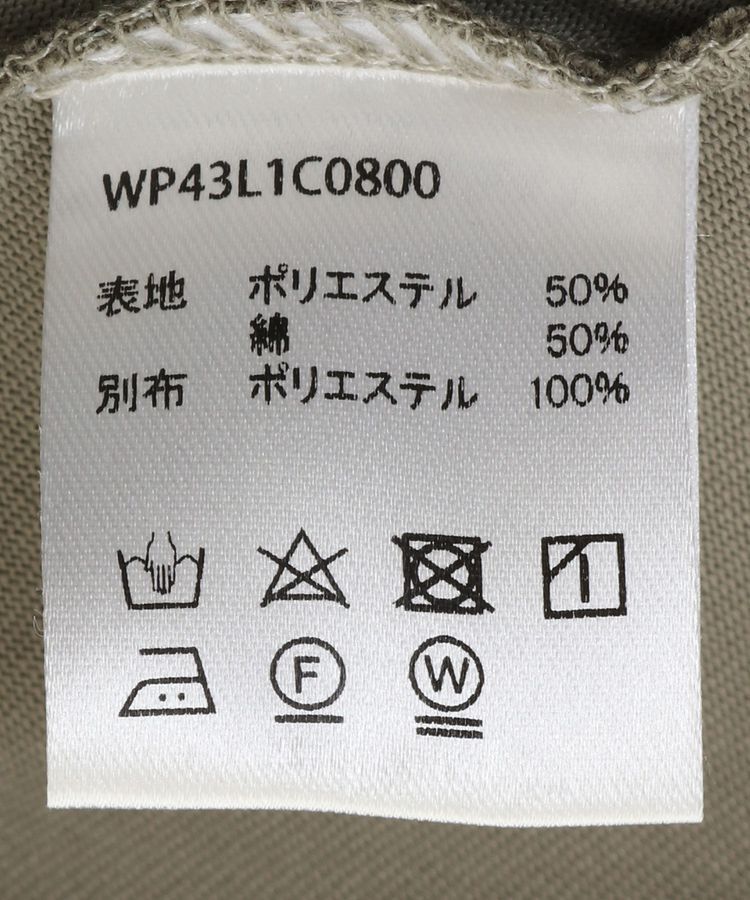 WP43L1C0800
表地 ポリエステル 50%
綿 50%
別布 ポリエステル 100%
F W